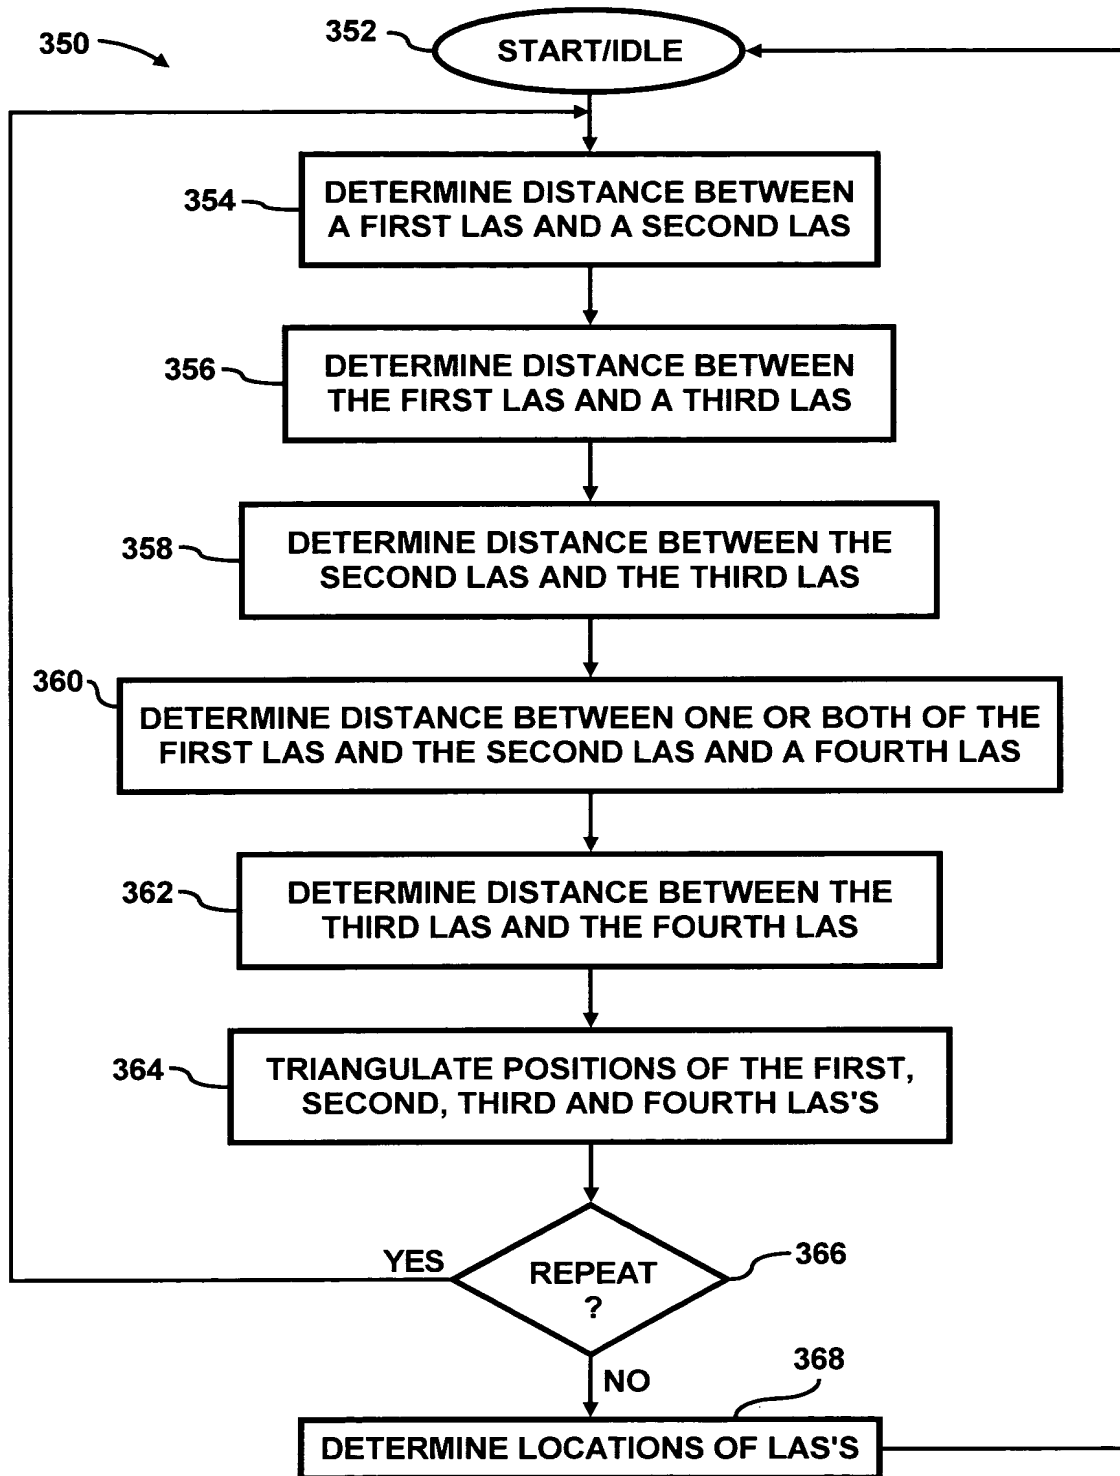 350
352
START/IDLE
354
DETERMINE DISTANCE BETWEEN
A FIRST LAS AND A SECOND LAS
356
DETERMINE DISTANCE BETWEEN
THE FIRST LAS AND A THIRD LAS
358
DETERMINE DISTANCE BETWEEN THE
SECOND LAS AND THE THIRD LAS
360
DETERMINE DISTANCE BETWEEN ONE OR BOTH OF THE
FIRST LAS AND THE SECOND LAS AND A FOURTH LAS
362
DETERMINE DISTANCE BETWEEN THE
THIRD LAS AND THE FOURTH LAS
364
TRIANGULATE POSITIONS OF THE FIRST,
SECOND, THIRD AND FOURTH LAS'S
YES
REPEAT
?
366
NO
368
DETERMINE LOCATIONS OF LAS'S